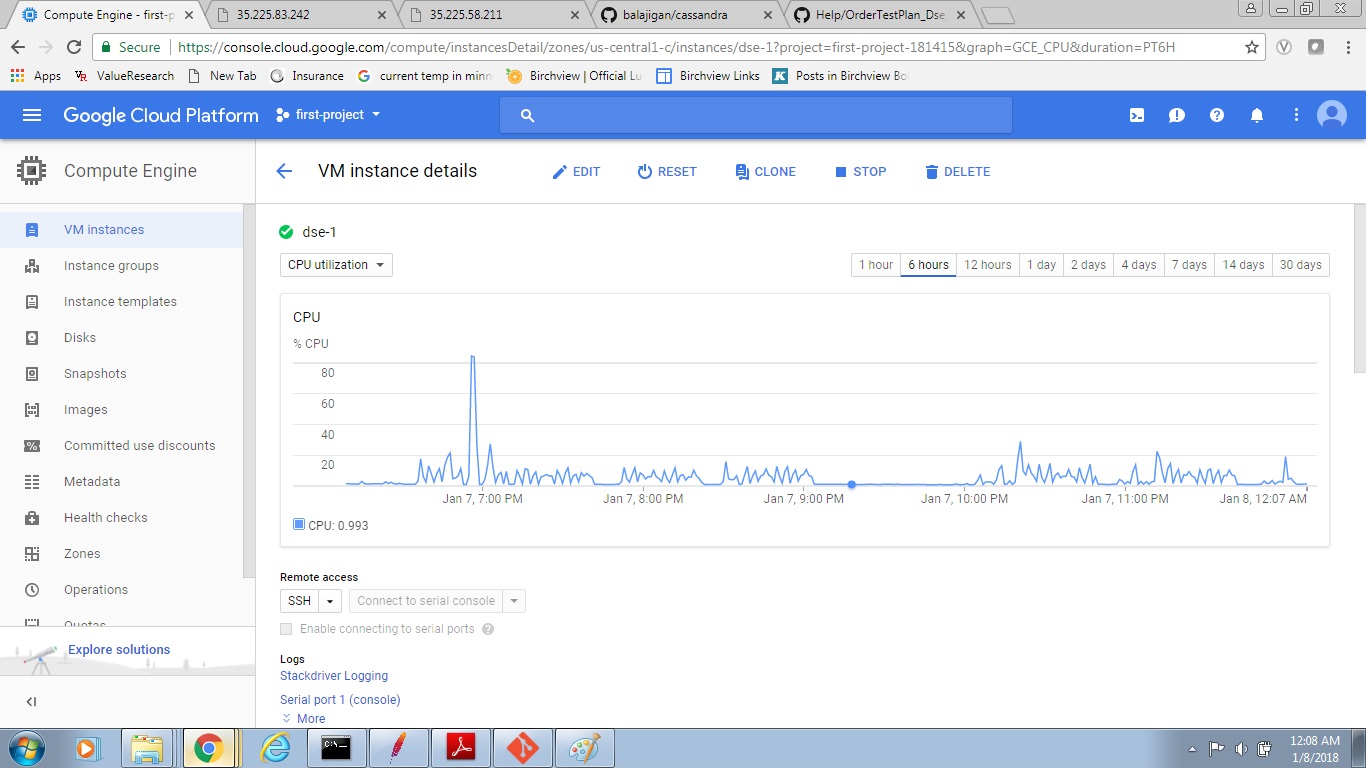 Compute Engine - first-p
35.225.83.242
35.225.58.211
balajigan/cassandra
Help/OrderTestPlan_Dse
Secure
https://console.cloud.google.com/compute/instancesDetail/zones/us-central1-c/instances/dse-1?project=first-project-181415&graph=GCE_CPU&duration=PT6H
Apps
ValueResearch
New Tab
Insurance
current temp in minn
Birchview | Official Lu
Birchview Links
Posts in Birchview Bo
Google Cloud Platform
first-project
Compute Engine
VM instance details
EDIT
RESET
CLONE
STOP
DELETE
VM instances
Instance groups
Instance templates
Disks
Snapshots
Images
Committed use discounts
Metadata
Health checks
Zones
Operations
Quotas
Explore solutions
dse-1
CPU utilization
1 hour
6 hours
12 hours
1 day
2 days
4 days
7 days
14 days
30 days
CPU
% CPU
80
60
40
20
Jan 7, 7:00 PM
Jan 7, 8:00 PM
Jan 7, 9:00 PM
Jan 7, 10:00 PM
Jan 7, 11:00 PM
Jan 8, 12:07 AM
CPU: 0.993
Remote access
SSH
Connect to serial console
Enable connecting to serial ports
Logs
Stackdriver Logging
Serial port 1 (console)
More
12:08 AM
1/8/2018